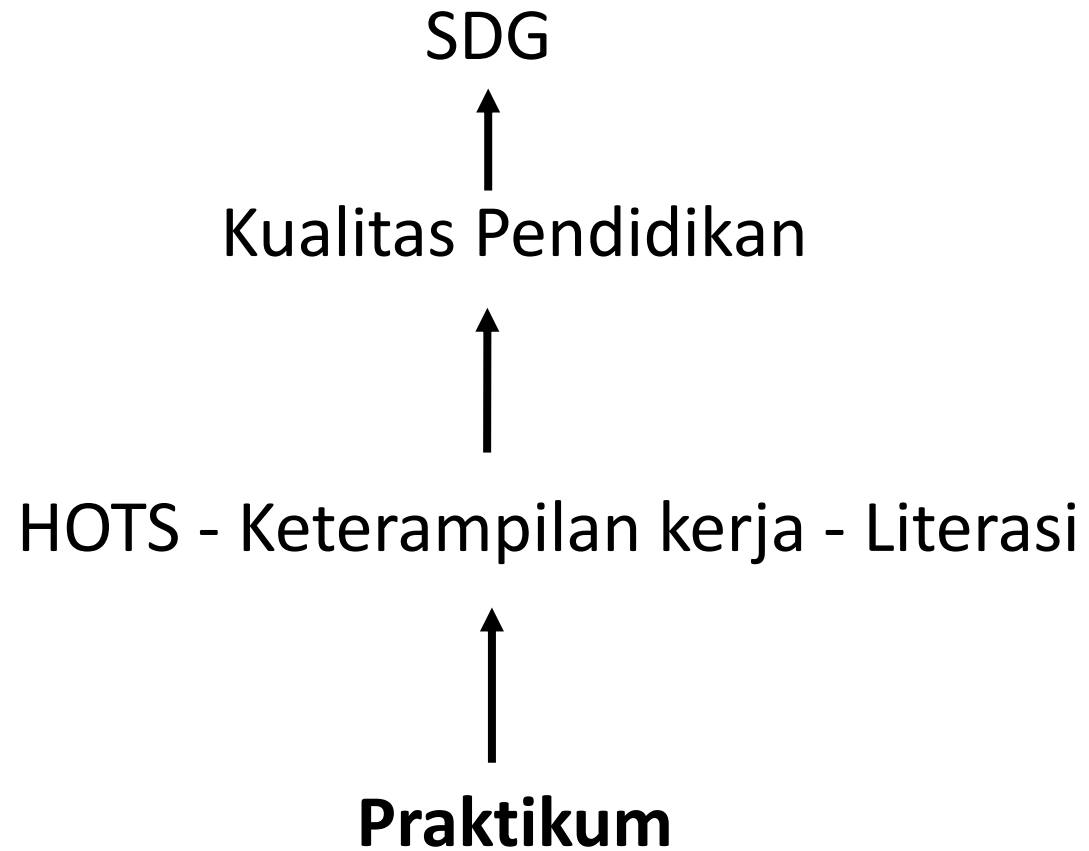 SDG
Kualitas Pendidikan
HOTS - Keterampilan kerja - Literasi
Praktikum